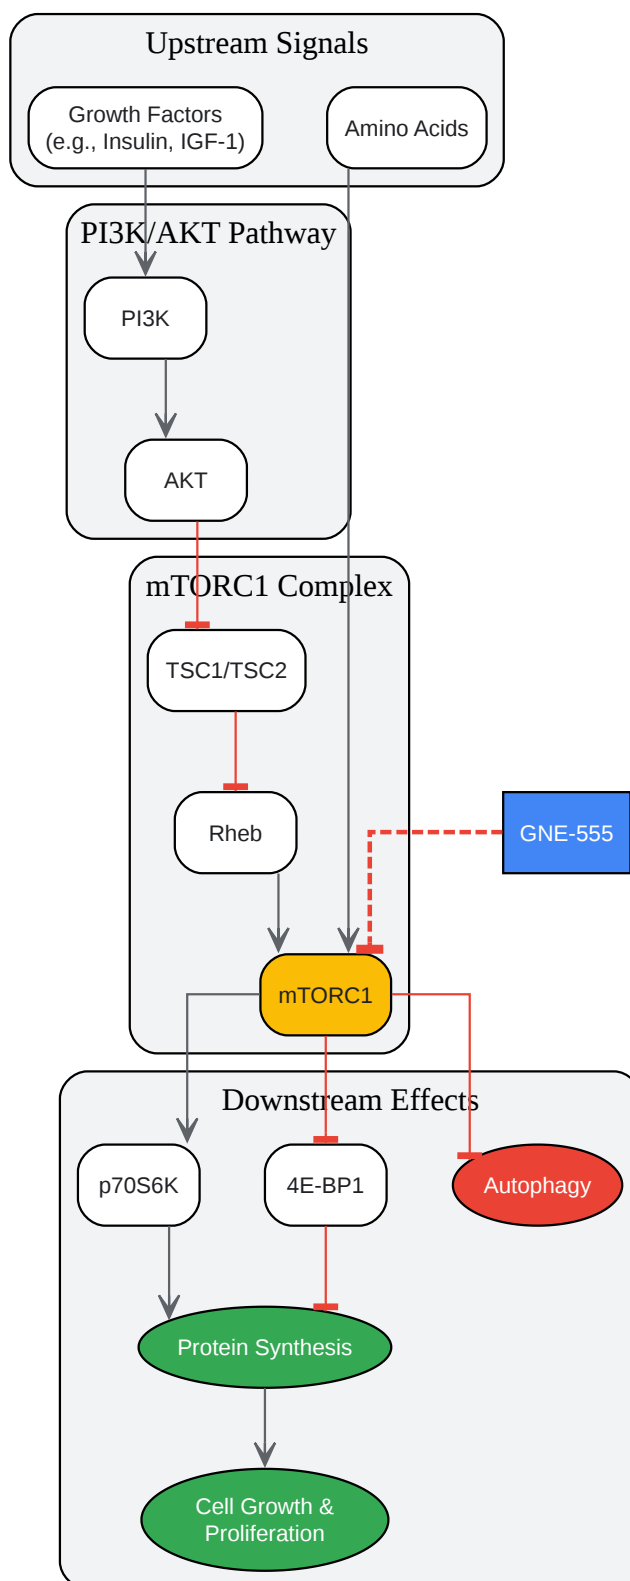 Upstream Signals
Growth Factors
(e.g., Insulin, IGF-1)
Amino Acids
PI3K/AKT Pathway
PI3K
AKT
mTORC1 Complex
TSC1/TSC2
Rheb
GNE-555
mTORC1
Downstream Effects
p70S6K
4E-BP1
Autophagy
Protein Synthesis
Cell Growth &
Proliferation